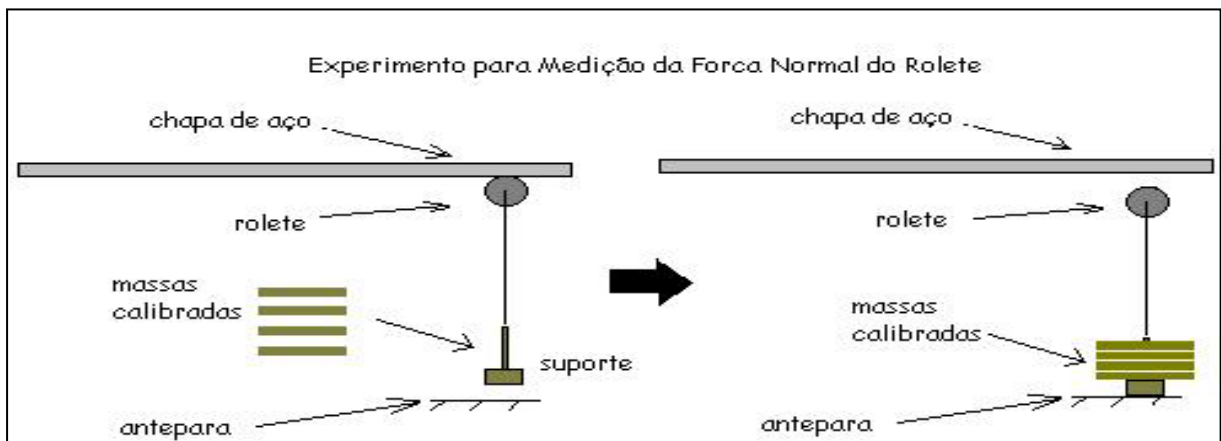 Experimento para Medição da Forca Normal do Rolete
chapa de aço
rolete
massas
calibradas
suporte
antepara
chapa de aço
rolete
massas
calibradas
antepara